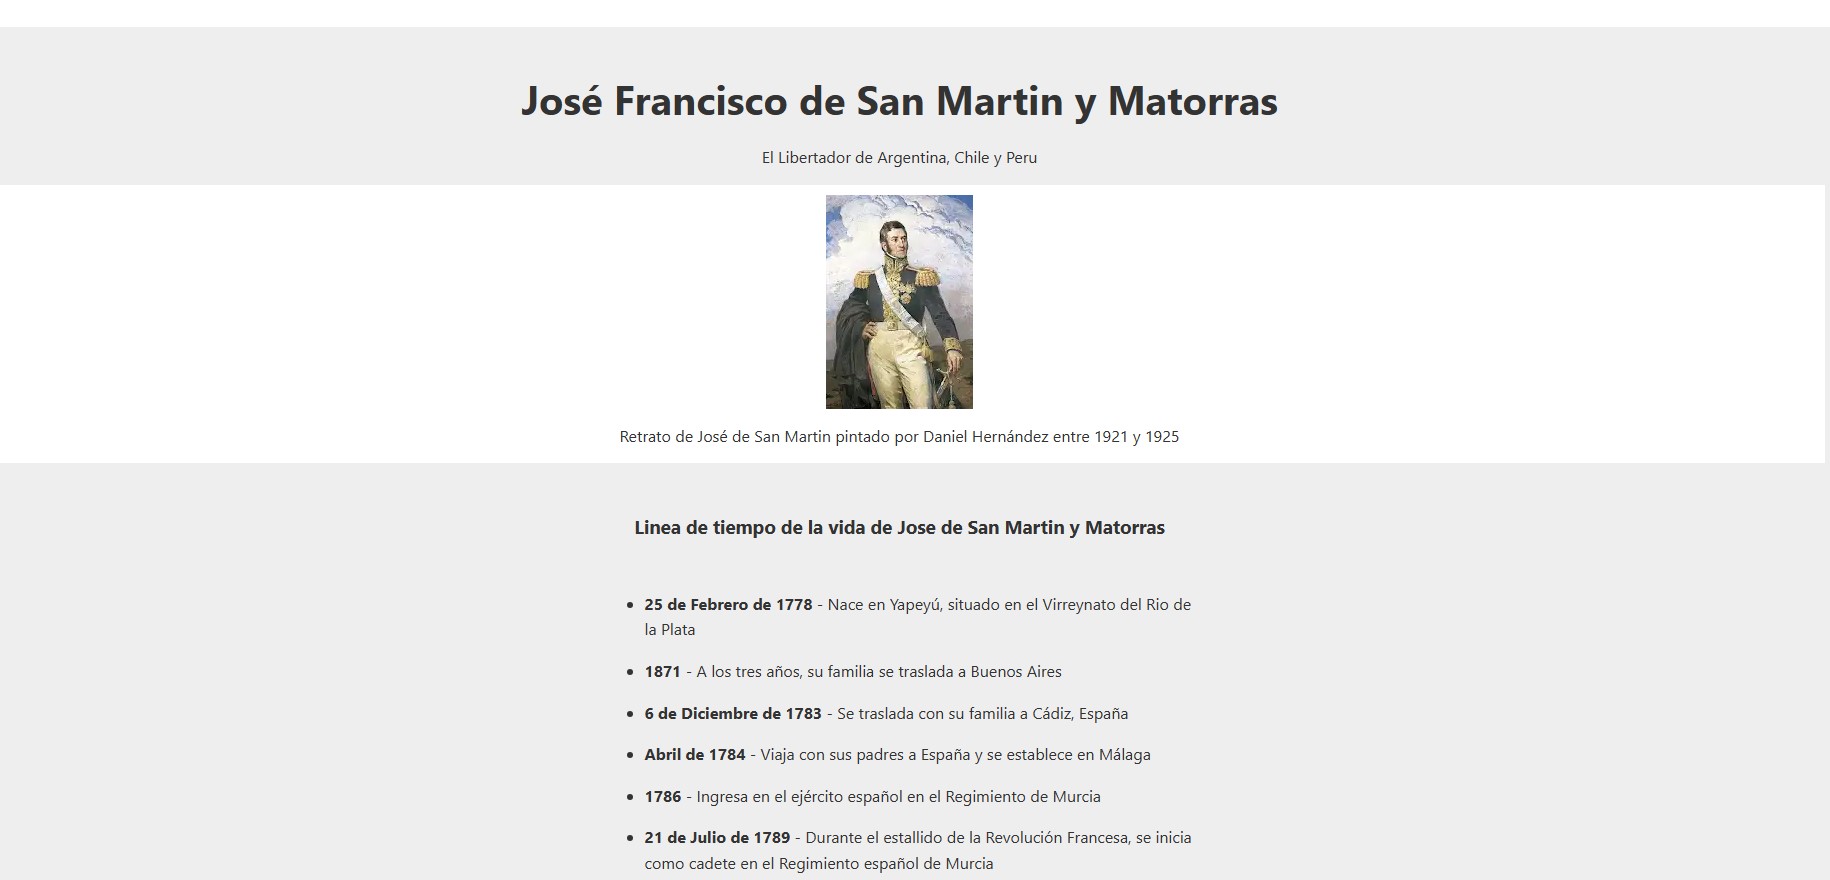 José Francisco de San Martin y Matorras
El Libertador de Argentina, Chile y Peru
Retrato de José de San Martin pintado por Daniel Hernández entre 1921 y 1925
Linea de tiempo de la vida de Jose de San Martin y Matorras
• 25 de Febrero de 1778 - Nace en Yapeyú, situado en el Virreynato del Rio de
la Plata
• 1871 - A los tres años, su familia se traslada a Buenos Aires
• 6 de Diciembre de 1783 - Se traslada con su familia a Cádiz, España
• Abril de 1784 - Viaja con sus padres a España y se establece en Málaga
• 1786 - Ingresa en el ejército español en el Regimiento de Murcia
• 21 de Julio de 1789 - Durante el estallido de la Revolución Francesa, se inicia
como cadete en el Regimiento español de Murcia